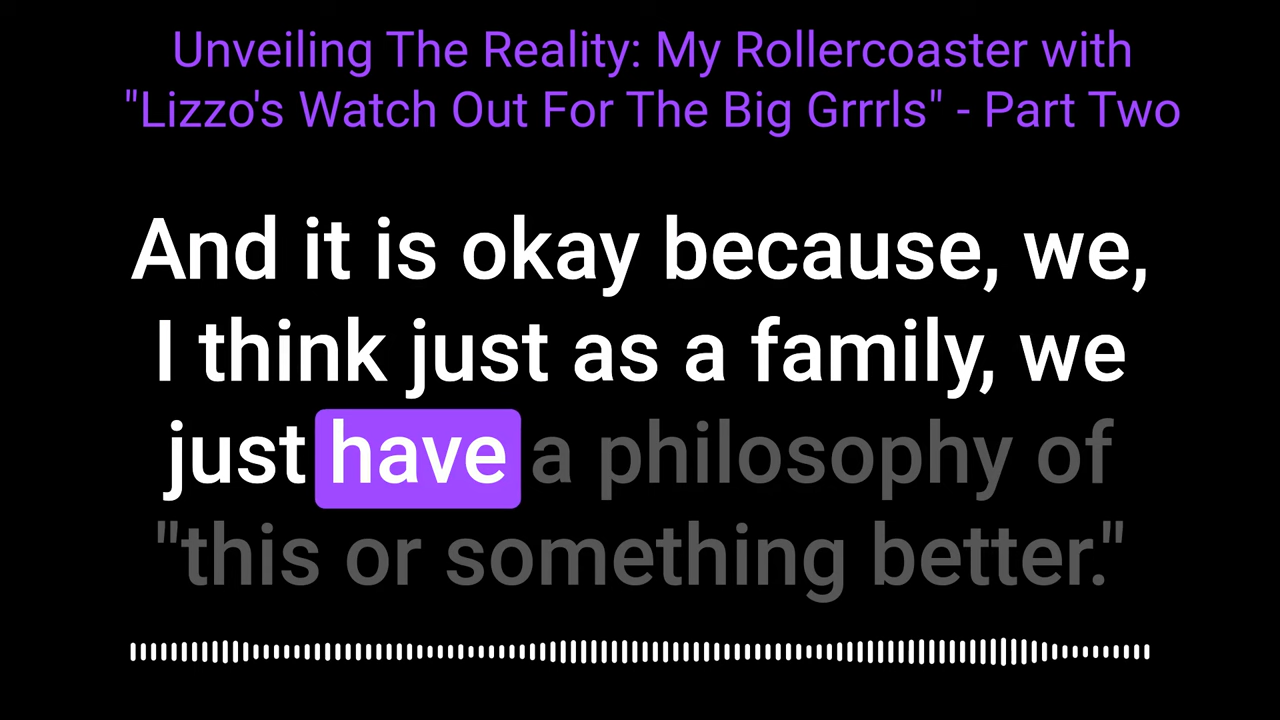 Unveiling The Reality: My Rollercoaster with
"Lizzo's Watch Out For The Big Grrrls" - Part Two
And it is okay because, we,
I think just as a family, we
just have a philosophy of
"this or something better."